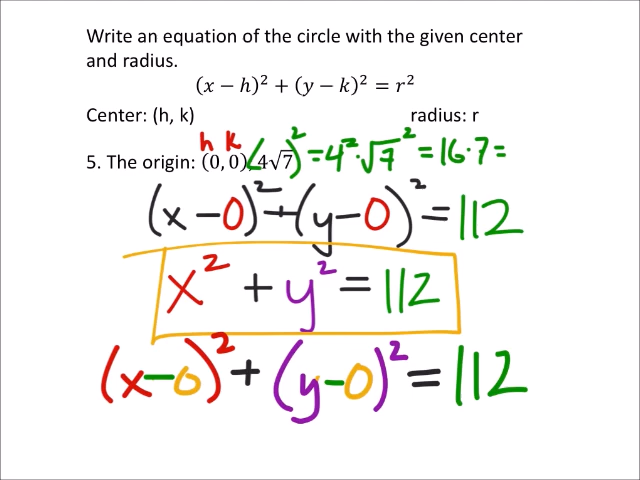 Write an equation of the circle with the given center
and radius.
(x − h)² + (y − k)² = r²
Center: (h, k) radius: r
h k
5. The origin: (0, 0), 4√7 ( )² = 4² · √7² = 16 · 7 =
(x − 0)² + (y − 0)² = 112
x² + y² = 112
(x − 0)² + (y − 0)² = 112